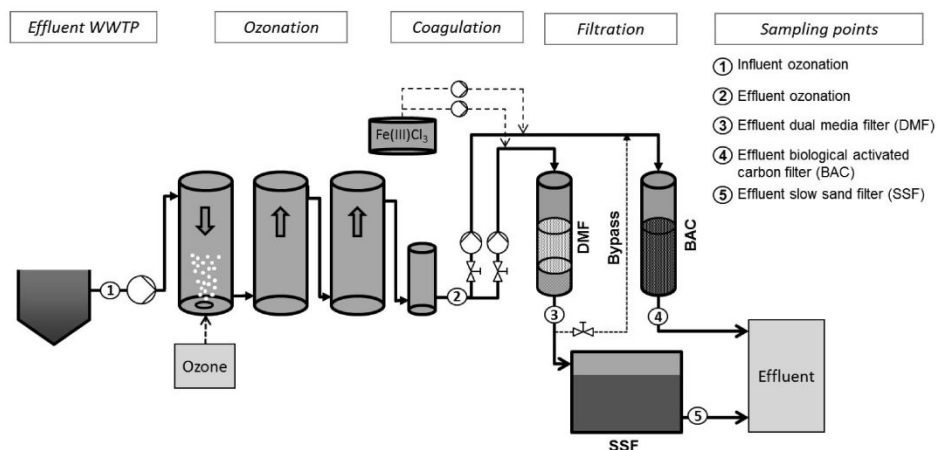 Effluent WWTP
Ozonation
Coagulation
Filtration
Sampling points
1 Influent ozonation
2 Effluent ozonation
3 Effluent dual media filter (DMF)
4 Effluent biological activated
carbon filter (BAC)
5 Effluent slow sand filter (SSF)
Fe(III)Cl₃
DMF
Bypass
BAC
1
2
3
4
Ozone
Effluent
5
SSF